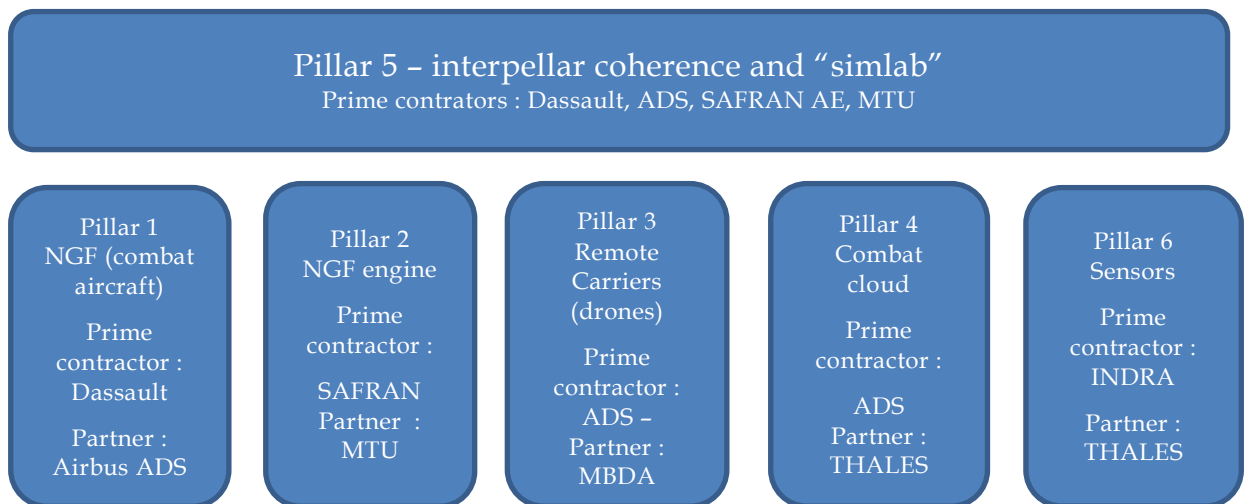 Pillar 5 – interpellar coherence and “simlab”
Prime contrators : Dassault, ADS, SAFRAN AE, MTU
Pillar 1
NGF (combat
aircraft)
Prime
contractor :
Dassault
Partner :
Airbus ADS
Pillar 2
NGF engine
Prime
contractor :
SAFRAN
Partner :
MTU
Pillar 3
Remote
Carriers
(drones)
Prime
contractor :
ADS –
Partner :
MBDA
Pillar 4
Combat
cloud
Prime
contractor :
ADS
Partner :
THALES
Pillar 6
Sensors
Prime
contractor :
INDRA
Partner :
THALES